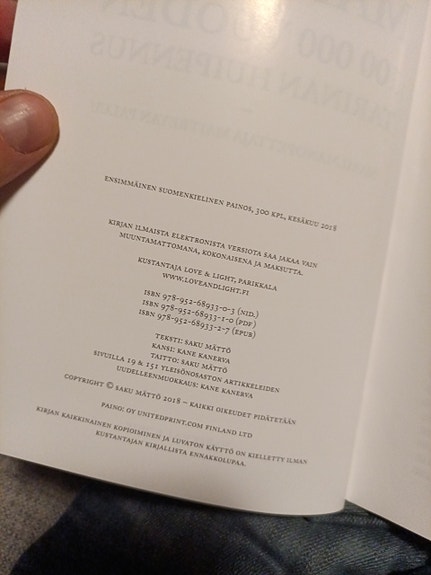 ENSIMMÄINEN SUOMENKIELINEN PAINOS, 300 KPL, KESÄKUU 2018
KIRJAN ILMAISTA ELEKTRONISTA VERSIOTA SAA JAKAA VAIN
MUUNTAMATTOMANA, KOKONAISENA JA MAKSUTTA.
KUSTANTAJA LOVE & LIGHT, PARIKKALA
WWW.LOVEANDLIGHT.FI
ISBN 978-952-68933-0-3 (NID.)
ISBN 978-952-68933-1-0 (PDF)
ISBN 978-952-68933-2-7 (EPUB)
TEKSTI: SAKU MÄTTÖ
KANSI: KANE KANERVA
TAITTO: SAKU MÄTTÖ
SIVUILLA 19 & 151 YLEISÖNOSASTON ARTIKKELEIDEN
UUDELLEENMUOKKAUS: KANE KANERVA
COPYRIGHT © SAKU MÄTTÖ 2018 – KAIKKI OIKEUDET PIDÄTETÄÄN
PAINO: OY UNITEDPRINT.COM FINLAND LTD
KIRJAN KAIKKINAINEN KOPIOIMINEN JA LUVATON KÄYTTÖ ON KIELLETTY ILMAN
KUSTANTAJAN KIRJALLISTA ENNAKKOLUPAA.